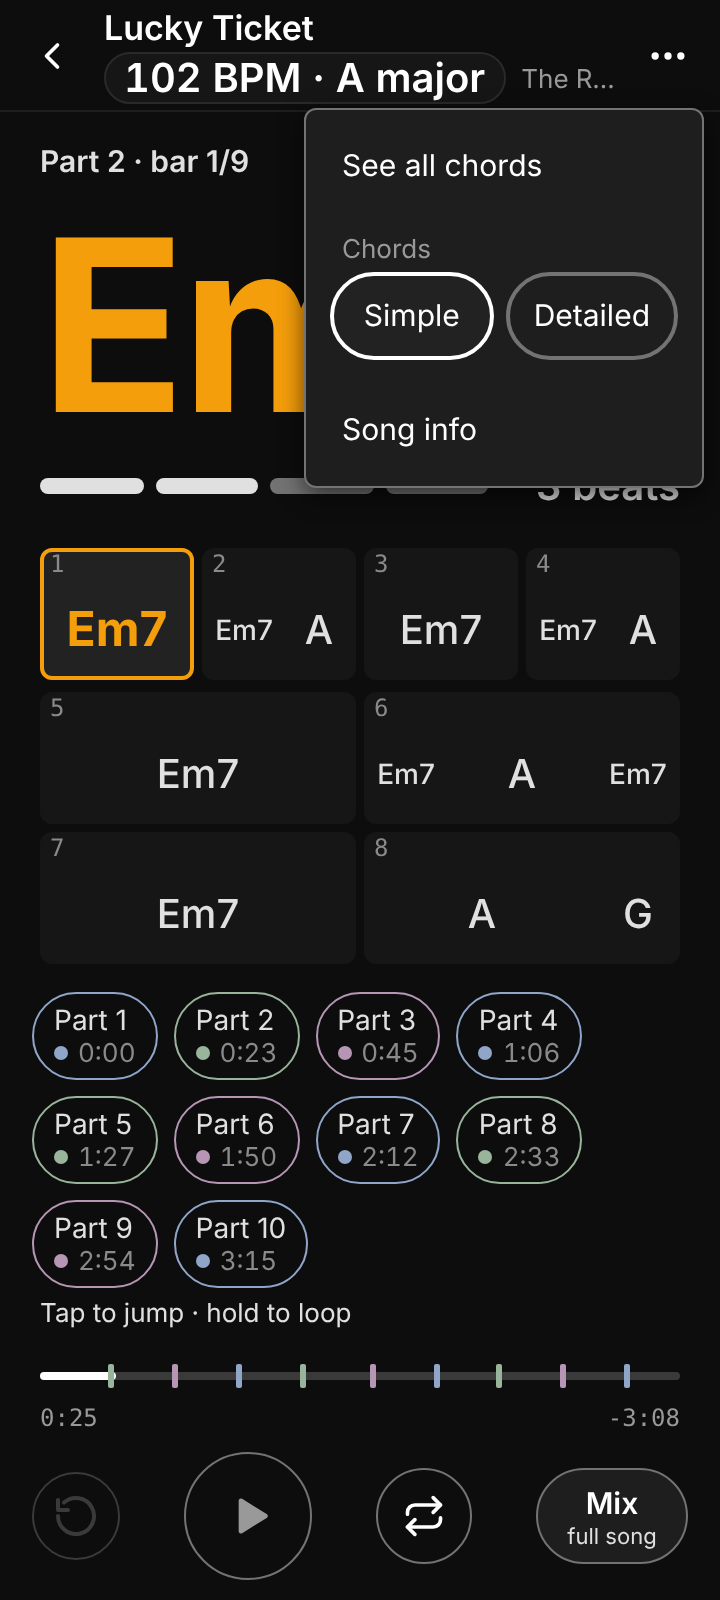 Lucky Ticket
102 BPM · A major The R...
See all chords
Part 2 · bar 1/9
Chords
Simple Detailed
Song info
3 beats
1 2 3 4
Em7 Em7 A Em7 Em7 A
5 6
Em7 Em7 A Em7
7 8
Em7 A G
Part 1 Part 2 Part 3 Part 4
0:00 0:23 0:45 1:06
Part 5 Part 6 Part 7 Part 8
1:27 1:50 2:12 2:33
Part 9 Part 10
2:54 3:15
Tap to jump · hold to loop
0:25 -3:08
Mix
full song